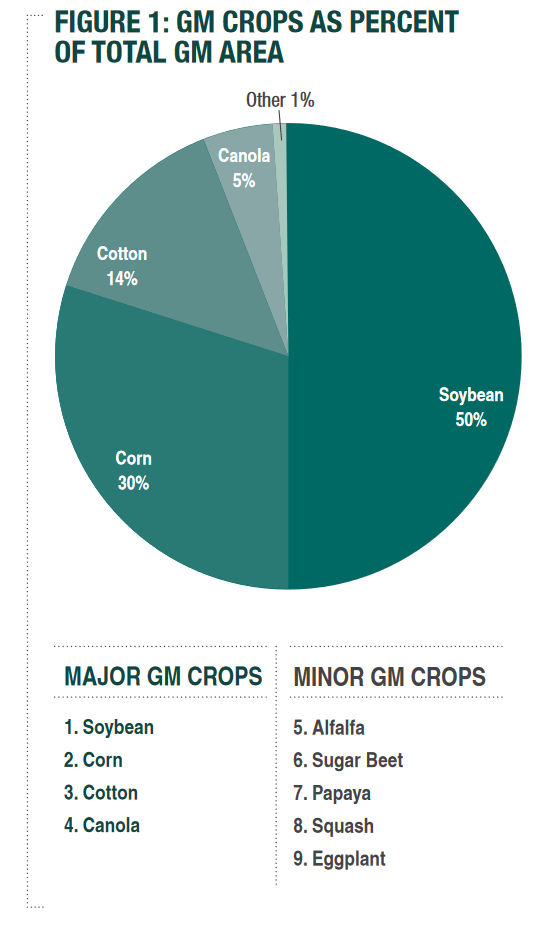 FIGURE 1: GM CROPS AS PERCENT
OF TOTAL GM AREA
Other 1%
Canola
5%
Cotton
14%
Soybean
50%
Corn
30%
MAJOR GM CROPS
1. Soybean
2. Corn
3. Cotton
4. Canola
MINOR GM CROPS
5. Alfalfa
6. Sugar Beet
7. Papaya
8. Squash
9. Eggplant